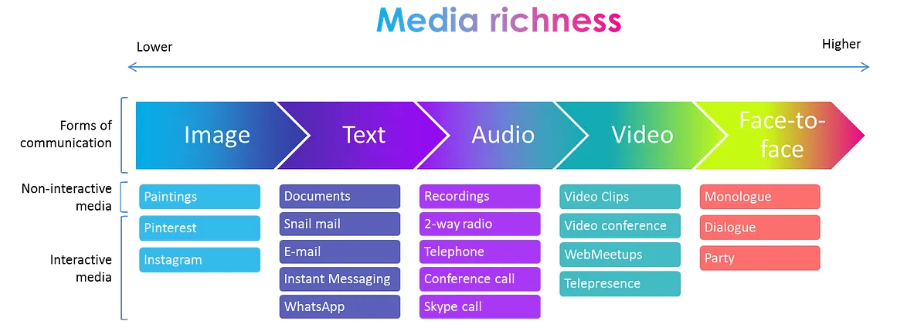 Media richness
Lower
Higher
Forms of
communication
Image
Text
Audio
Video
Face-to-
face
Non-interactive
media
Paintings
Documents
Recordings
Video Clips
Monologue
Interactive
media
Pinterest
Instagram
Snail mail
E-mail
Instant Messaging
WhatsApp
2-way radio
Telephone
Conference call
Skype call
Video conference
WebMeetups
Telepresence
Dialogue
Party